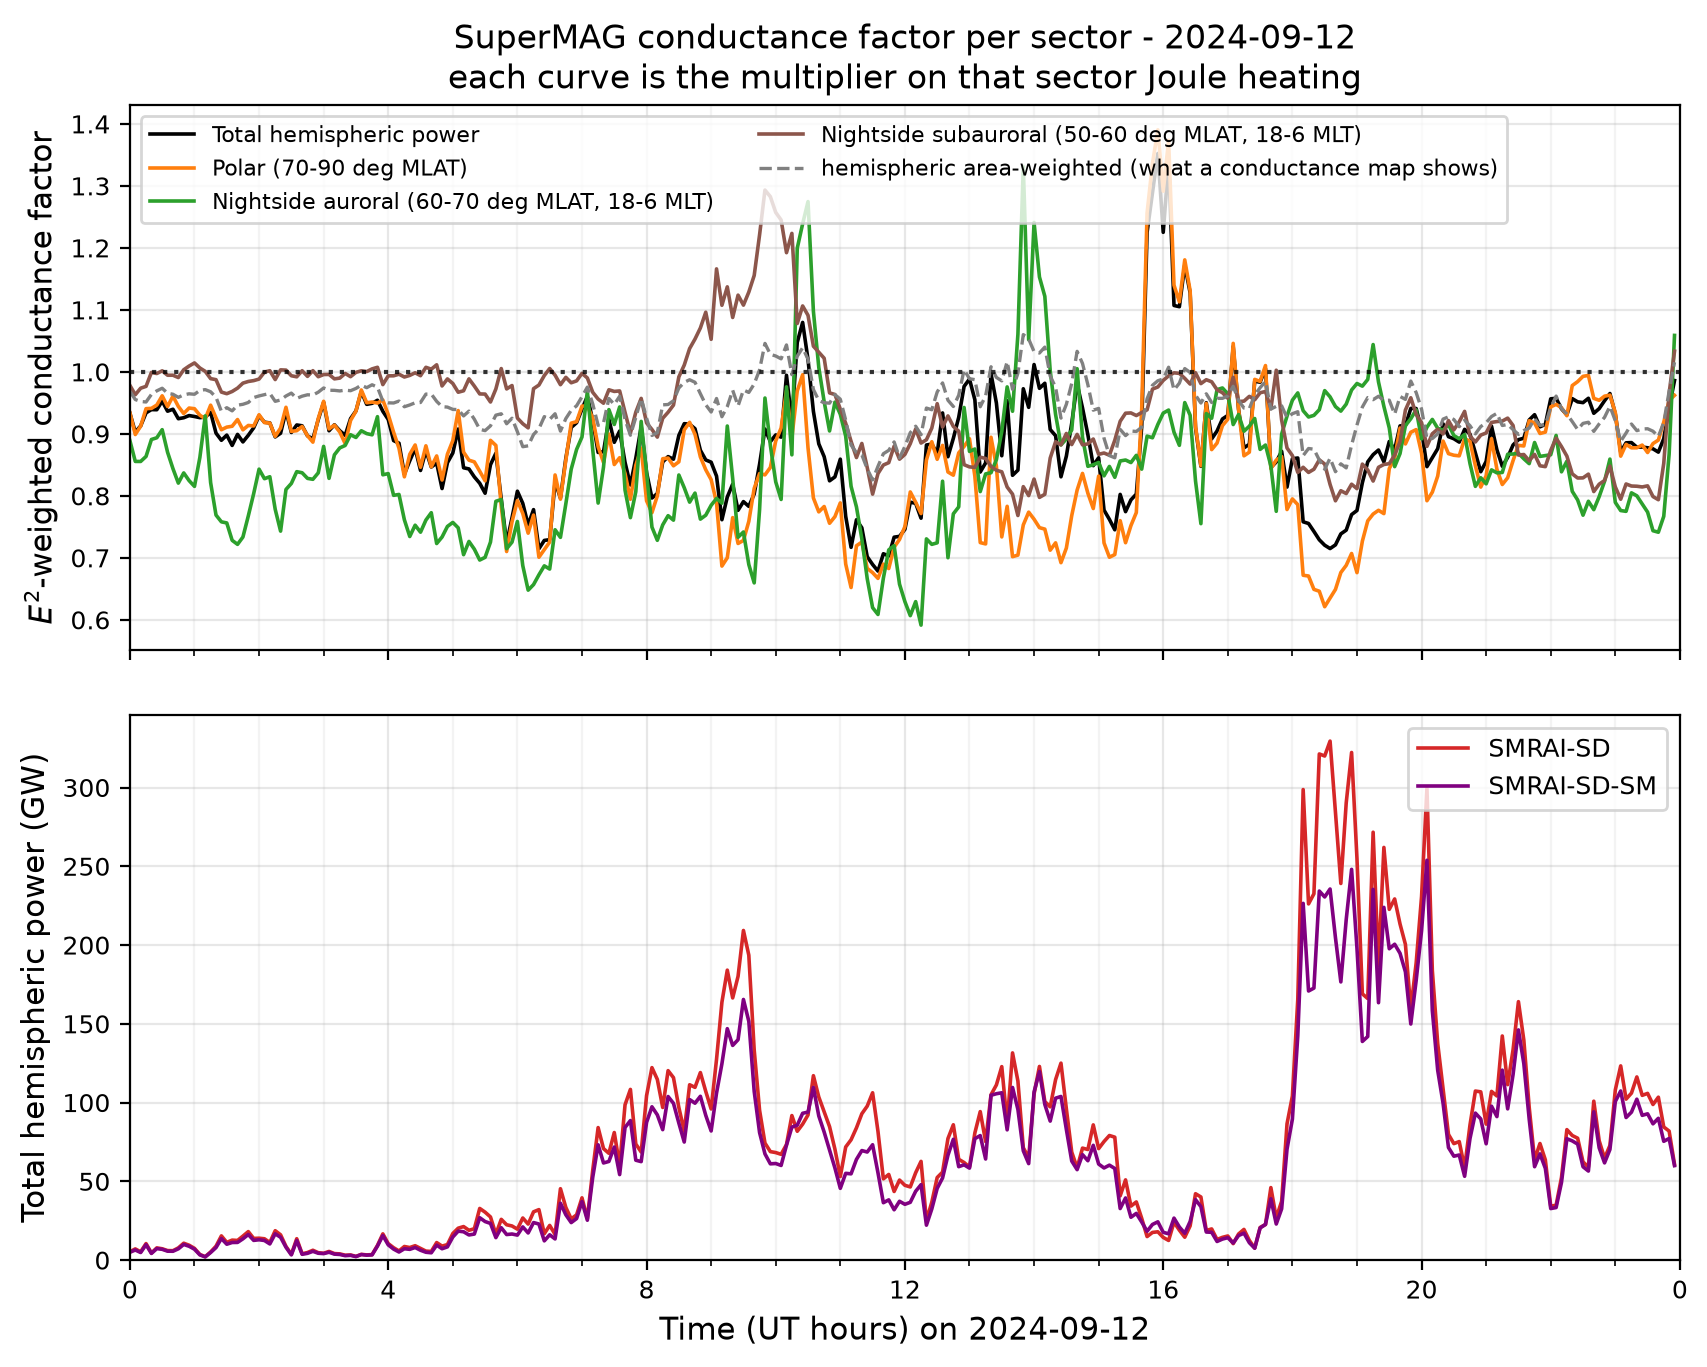 SuperMAG conductance factor per sector - 2024-09-12
each curve is the multiplier on that sector Joule heating
E²-weighted conductance factor
1.4
1.3
1.2
1.1
1.0
0.9
0.8
0.7
0.6
Total hemispheric power
Polar (70-90 deg MLAT)
Nightside auroral (60-70 deg MLAT, 18-6 MLT)
Nightside subauroral (50-60 deg MLAT, 18-6 MLT)
hemispheric area-weighted (what a conductance map shows)
Total hemispheric power (GW)
300
250
200
150
100
50
0
SMRAI-SD
SMRAI-SD-SM
0 4 8 12 16 20 0
Time (UT hours) on 2024-09-12